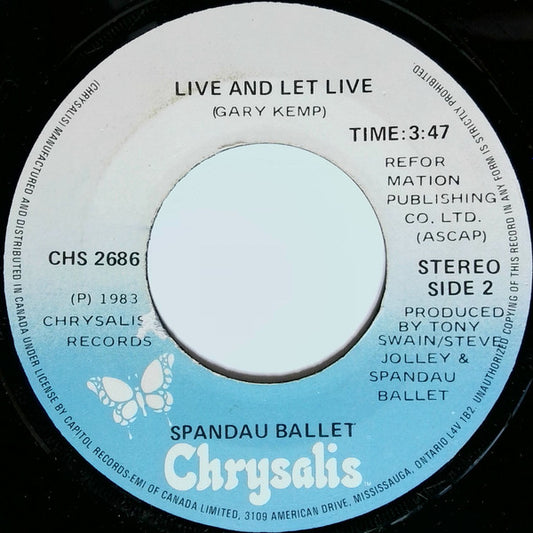 LIVE AND LET LIVE
(GARY KEMP)
TIME:3:47
REFOR
MATION
PUBLISHING
CO. LTD.
(ASCAP)
CHS 2686
(P) 1983
CHRYSALIS
RECORDS
STEREO
SIDE 2
PRODUCED
BY TONY
SWAIN/STEVE
JOLLEY &
SPANDAU
BALLET
SPANDAU BALLET
Chrysalis™
(CHRYSALIS) MANUFACTURED AND DISTRIBUTED IN CANADA UNDER LICENSE BY CAPITOL RECORDS-EMI OF CANADA LIMITED, 3109 AMERICAN DRIVE, MISSISSAUGA, ONTARIO L4V 1B2. UNAUTHORIZED COPYING OF THIS RECORD IN ANY FORM IS STRICTLY PROHIBITED.